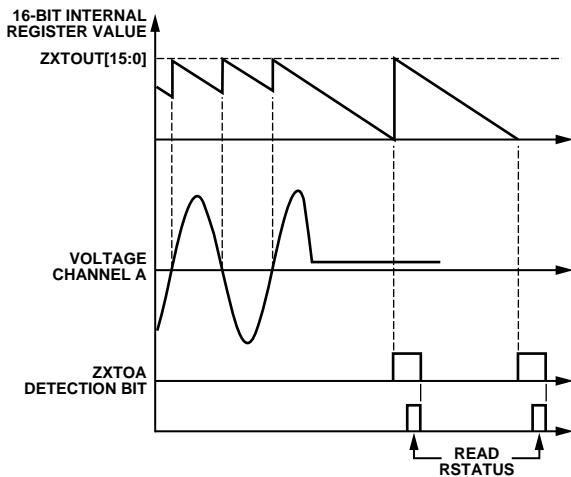 16-BIT INTERNAL
REGISTER VALUE
ZXTOUT[15:0]
VOLTAGE
CHANNEL A
ZXTOA
DETECTION BIT
READ
RSTATUS